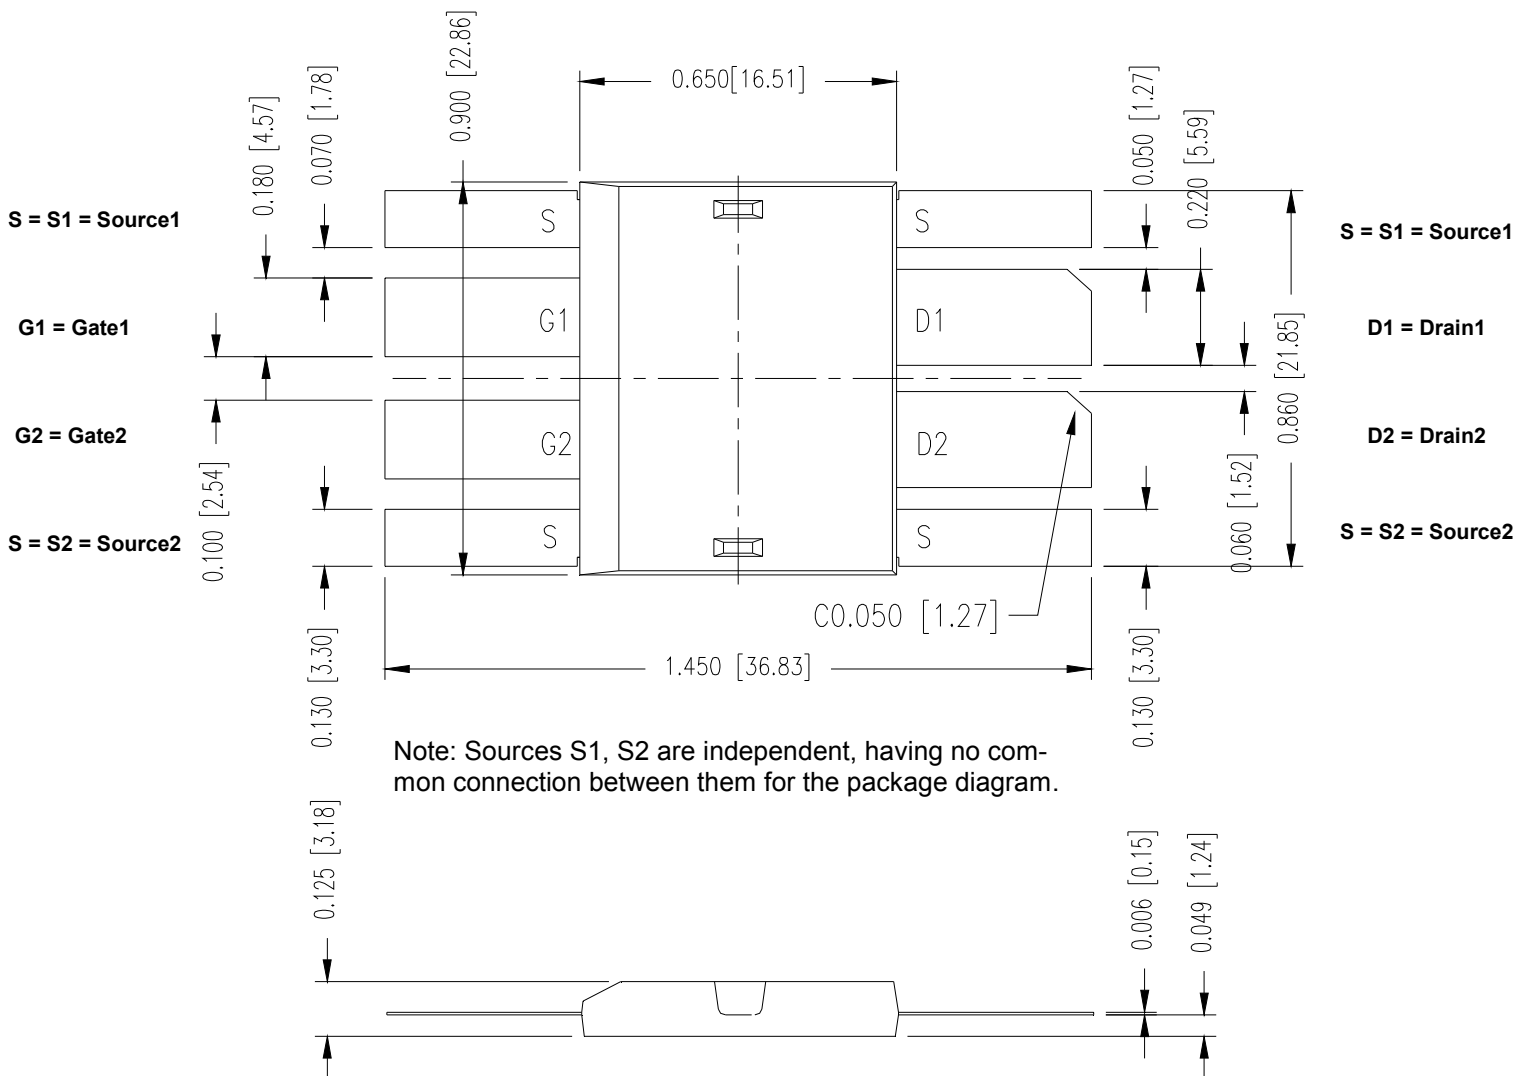 0.900 [22.86]
0.650[16.51]
0.070 [1.78]
0.180 [4.57]
0.050 [1.27]
0.220 [5.59]
S = S1 = Source1
S
S
S = S1 = Source1
G1 = Gate1
G1
D1
D1 = Drain1
0.860 [21.85]
G2 = Gate2
G2
D2
D2 = Drain2
0.100 [2.54]
0.060 [1.52]
S = S2 = Source2
S
S
S = S2 = Source2
C0.050 [1.27]
0.130 [3.30]
1.450 [36.83]
0.130 [3.30]
Note: Sources S1, S2 are independent, having no com-
mon connection between them for the package diagram.
0.125 [3.18]
0.006 [0.15]
0.049 [1.24]